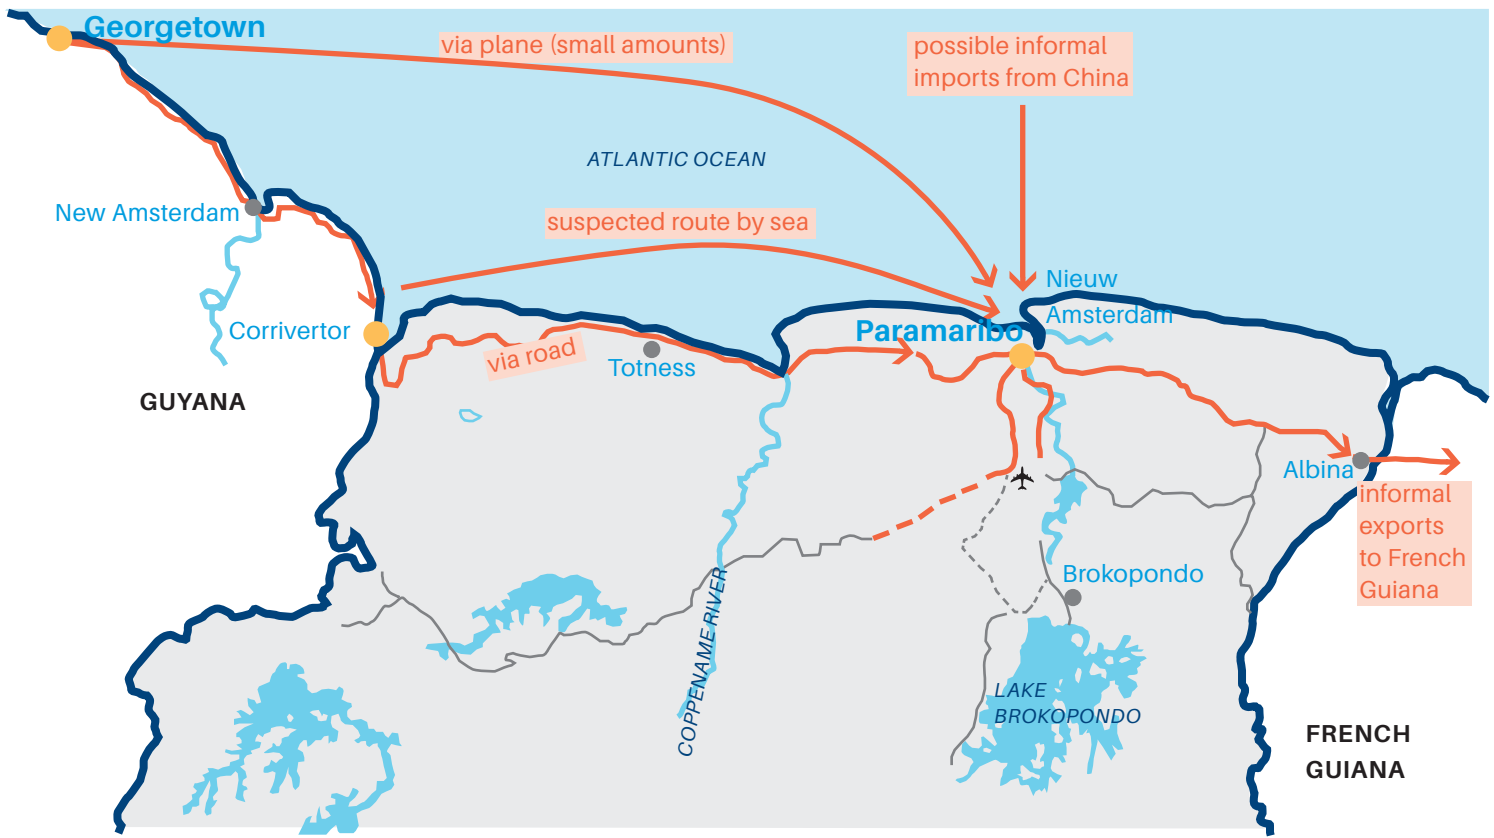 Georgetown
via plane (small amounts)
possible informal
imports from China
ATLANTIC OCEAN
New Amsterdam
suspected route by sea
Nieuw
Amsterdam
Corrivertor
Paramaribo
via road
Totness
GUYANA
Albina
informal
exports
to French
Guiana
Brokopondo
COPPENAME RIVER
LAKE
BROKOPONDO
FRENCH
GUIANA